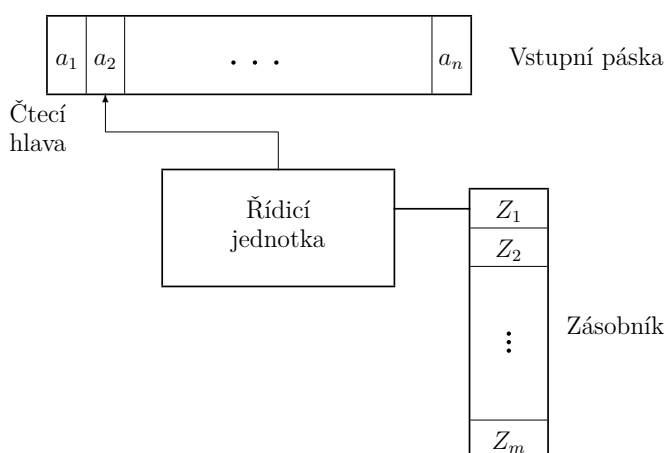 a₁ a₂ . . . aₙ Vstupní páska
Čtecí
hlava
Řídicí
jednotka
Z₁
Z₂
⋮
Zásobník
Zₘ